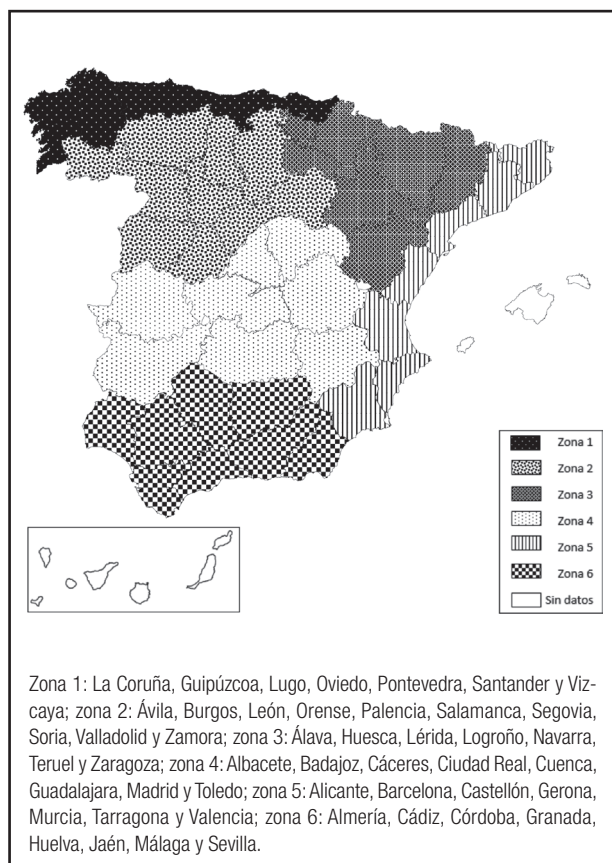 Zona 1
Zona 2
Zona 3
Zona 4
Zona 5
Zona 6
Sin datos
Zona 1: La Coruña, Guipúzcoa, Lugo, Oviedo, Pontevedra, Santander y Viz-
caya; zona 2: Ávila, Burgos, León, Orense, Palencia, Salamanca, Segovia,
Soria, Valladolid y Zamora; zona 3: Álava, Huesca, Lérida, Logroño, Navarra,
Teruel y Zaragoza; zona 4: Albacete, Badajoz, Cáceres, Ciudad Real, Cuenca,
Guadalajara, Madrid y Toledo; zona 5: Alicante, Barcelona, Castellón, Gerona,
Murcia, Tarragona y Valencia; zona 6: Almería, Cádiz, Córdoba, Granada,
Huelva, Jaén, Málaga y Sevilla.